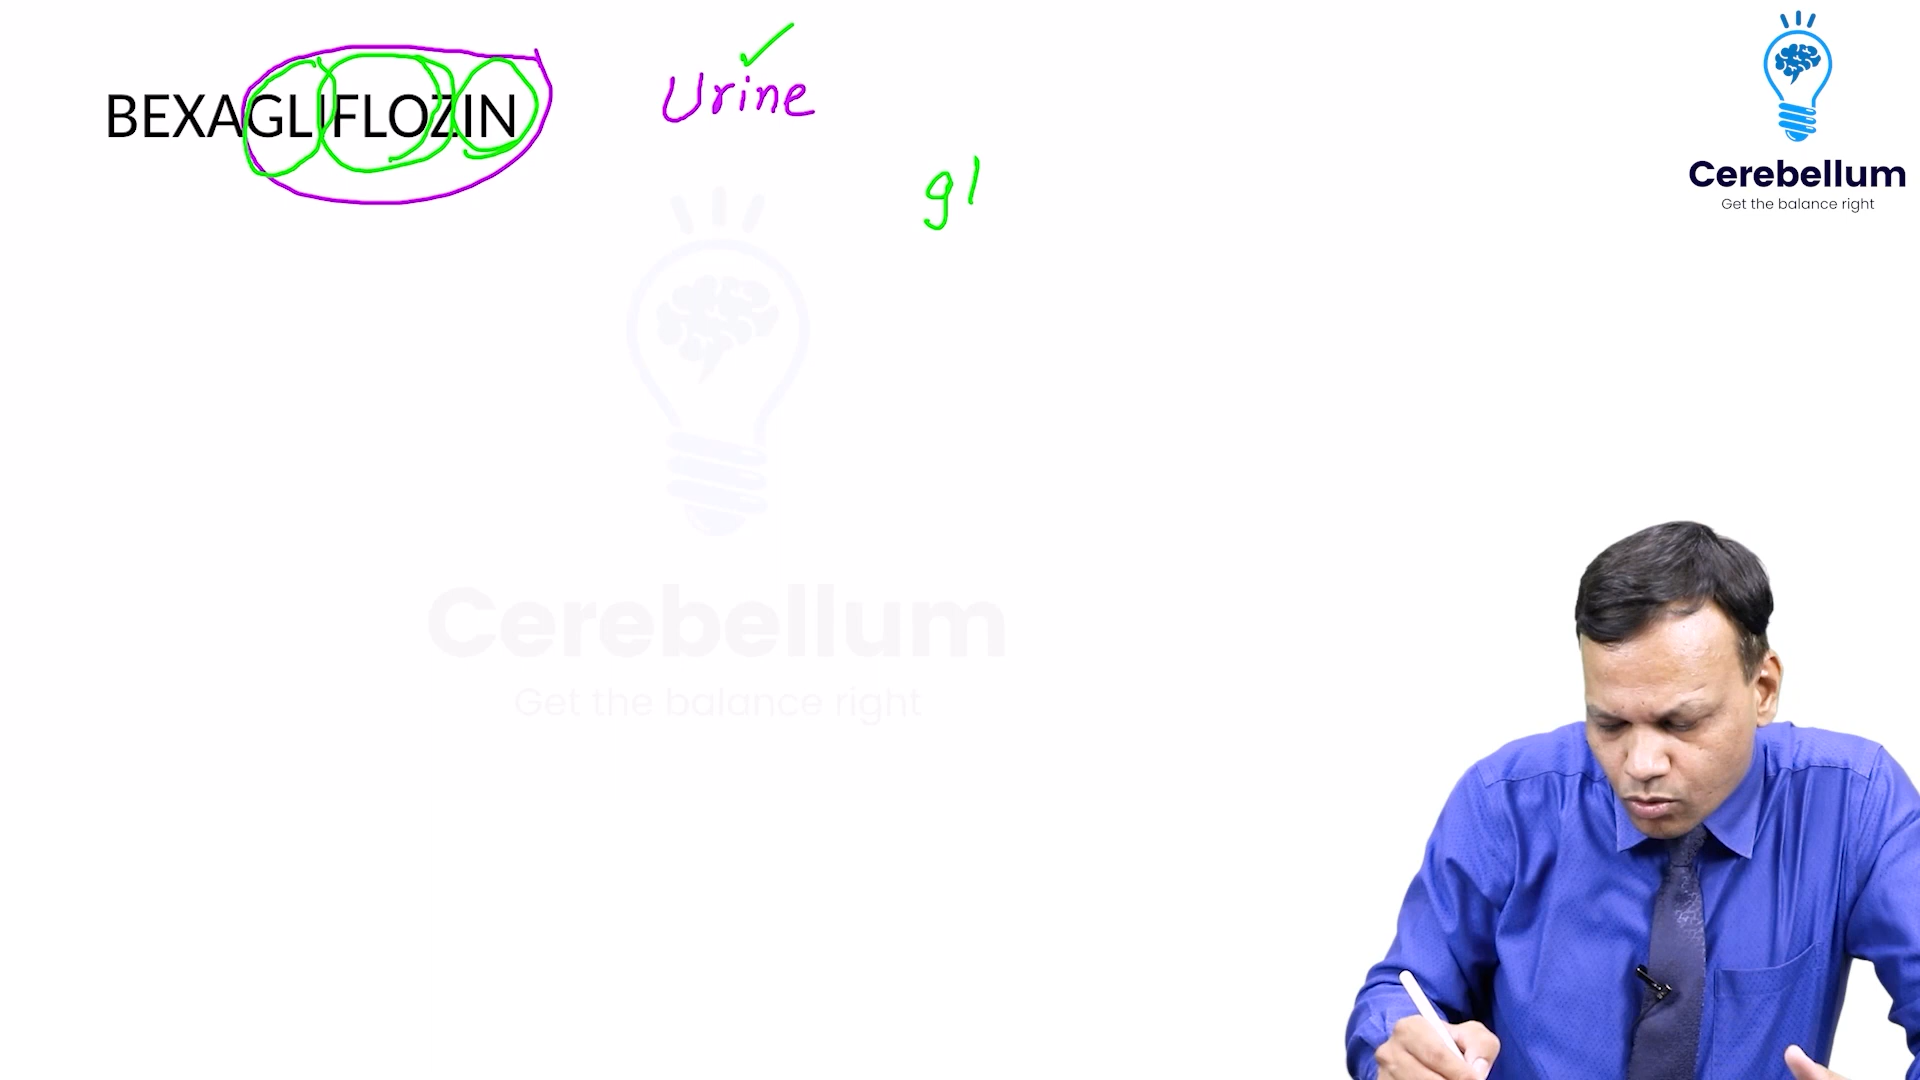 BEXAGLIFLOZIN
Urine
gl
Cerebellum
Get the balance right
Cerebellum
Get the balance right